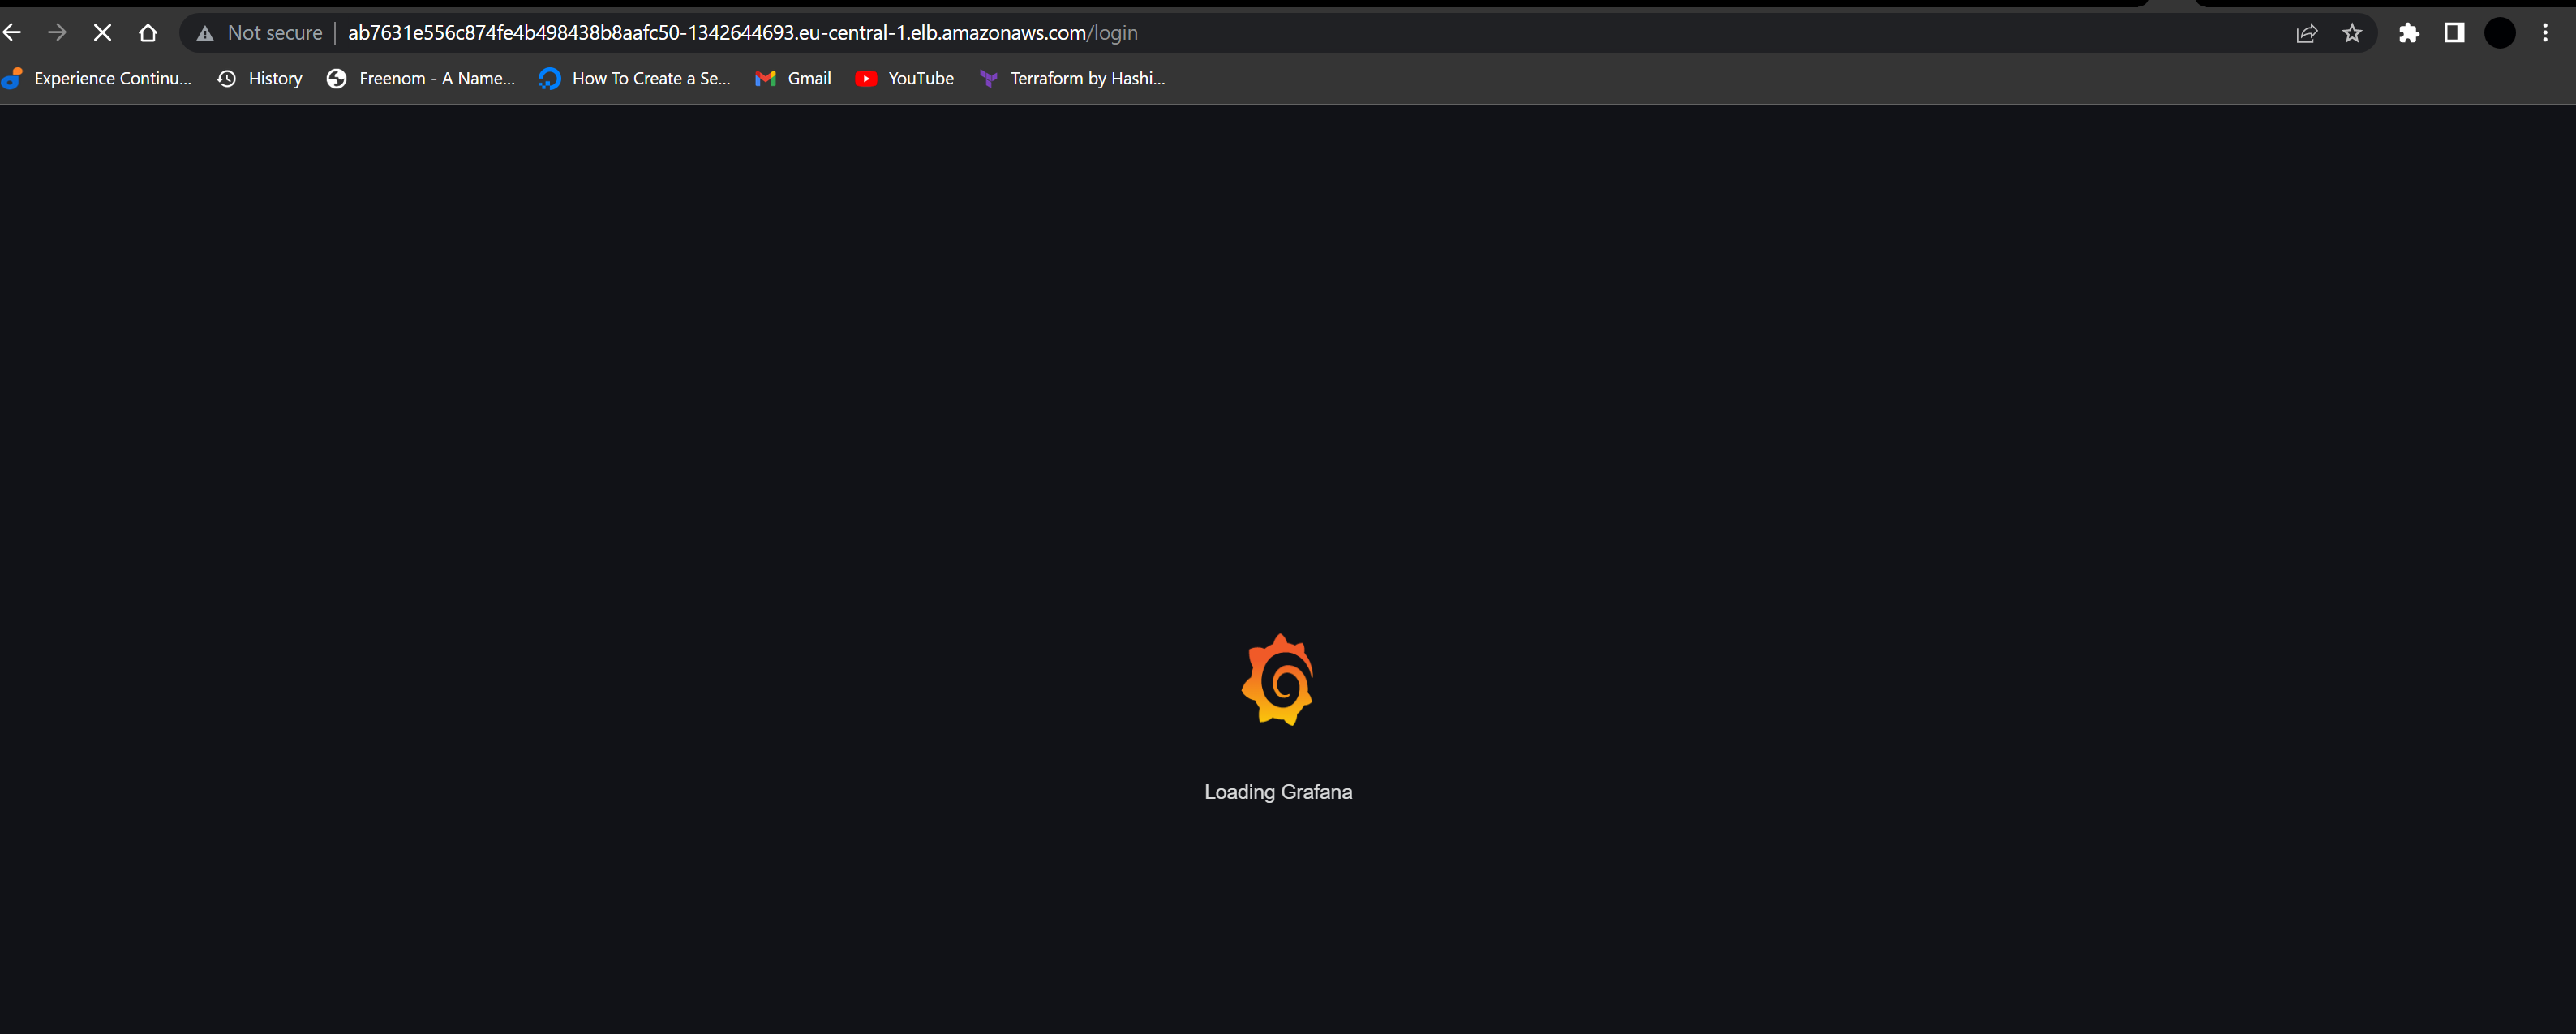 Not secure ab7631e556c874fe4b498438b8aafc50-1342644693.eu-central-1.elb.amazonaws.com/login
Experience Continu... History Freenom - A Name... How To Create a Se... Gmail YouTube Terraform by Hashi...
Loading Grafana